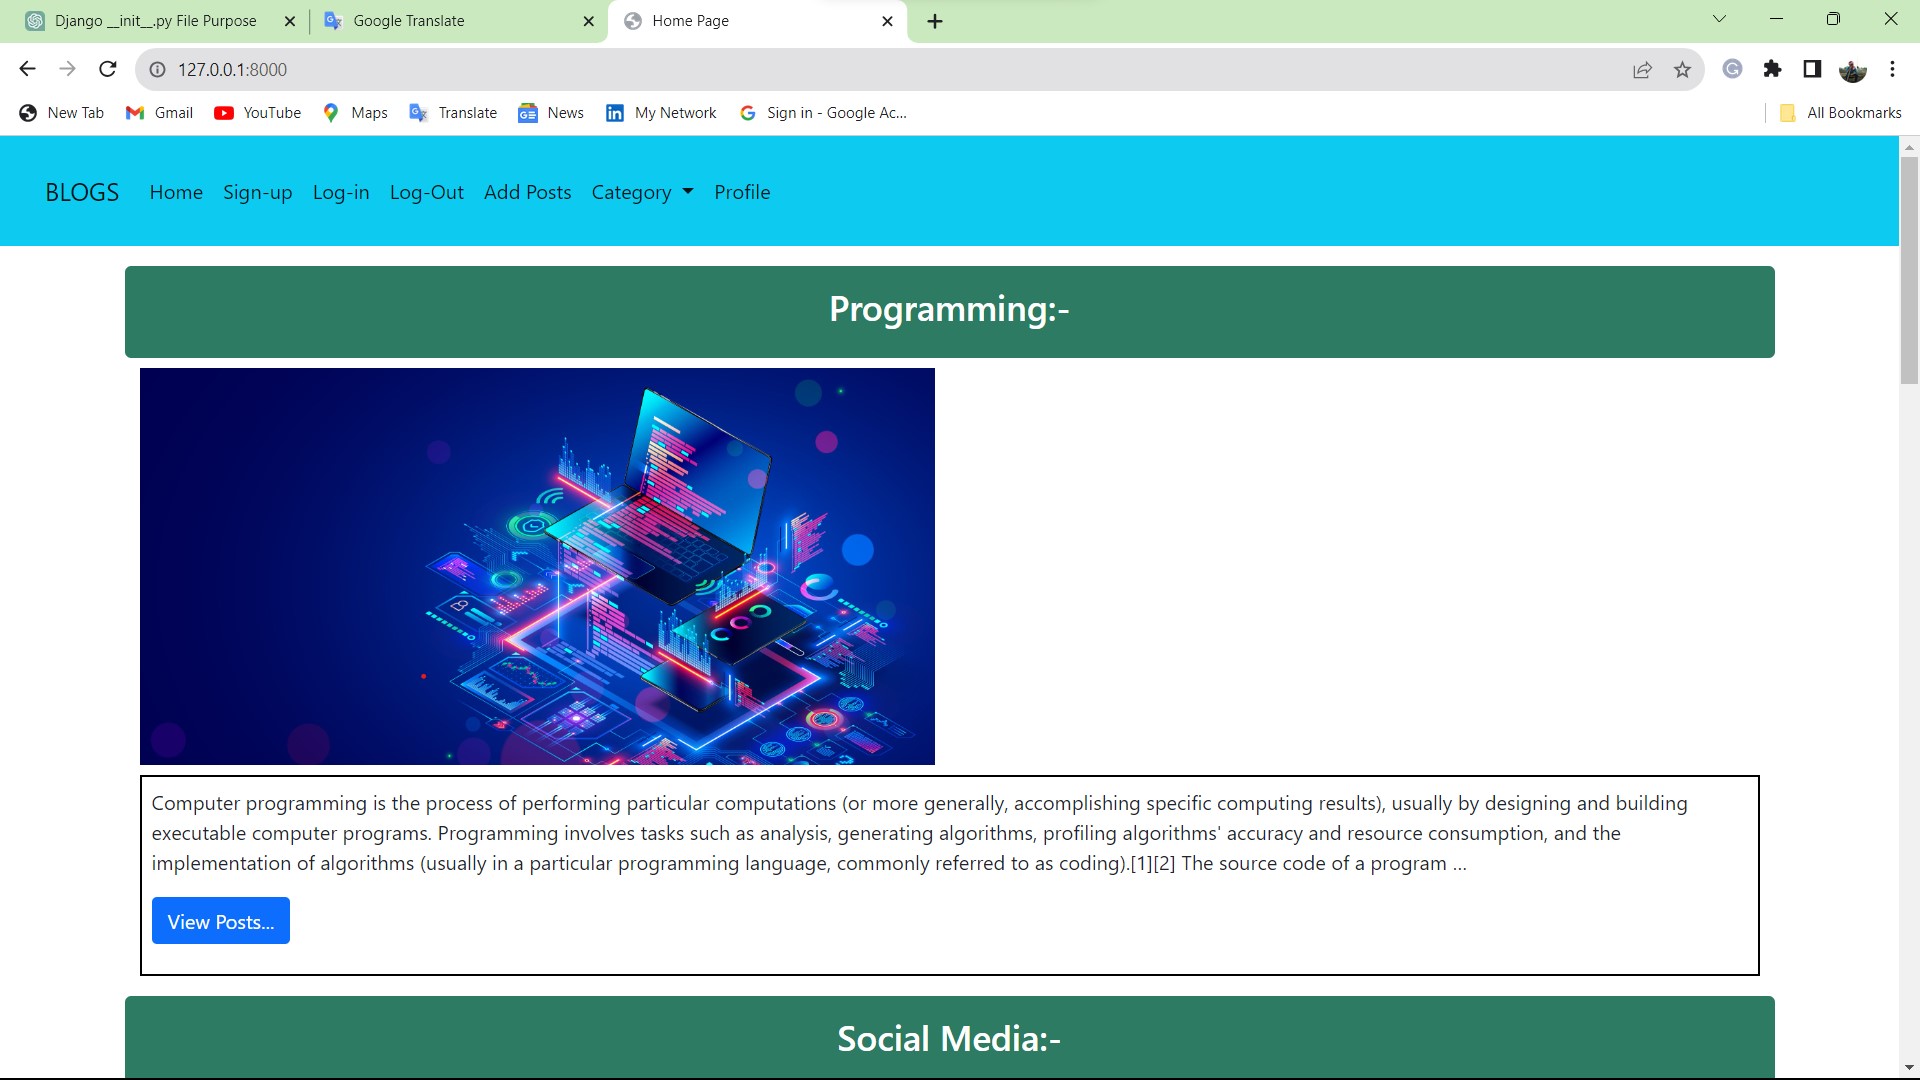 Django __init__.py File Purpose
Google Translate
Home Page
127.0.0.1:8000
New Tab
Gmail
YouTube
Maps
Translate
News
My Network
Sign in - Google Ac...
All Bookmarks
BLOGS
Home
Sign-up
Log-in
Log-Out
Add Posts
Category
Profile
Programming:-
Computer programming is the process of performing particular computations (or more generally, accomplishing specific computing results), usually by designing and building
executable computer programs. Programming involves tasks such as analysis, generating algorithms, profiling algorithms' accuracy and resource consumption, and the
implementation of algorithms (usually in a particular programming language, commonly referred to as coding).[1][2] The source code of a program ...
View Posts...
Social Media:-